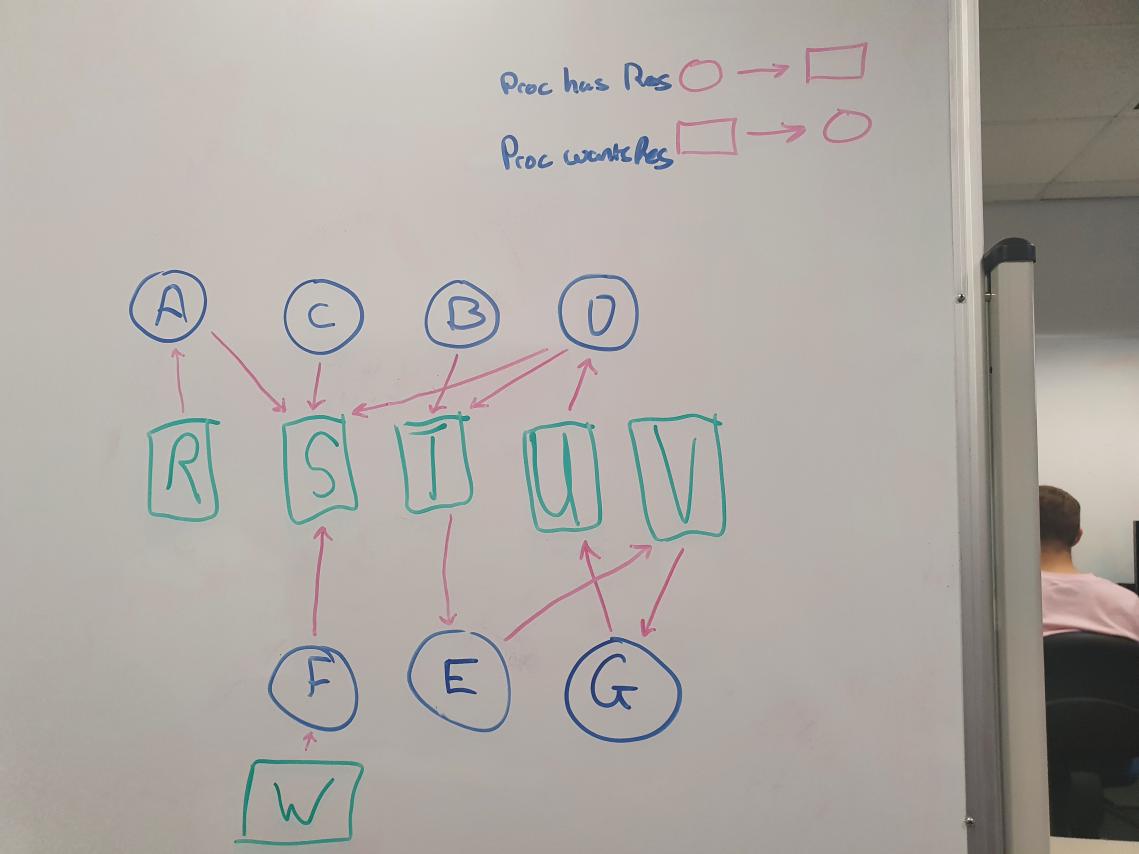 Proc has Res
Proc wants Res
A C B D
R S T U V
F E G
W